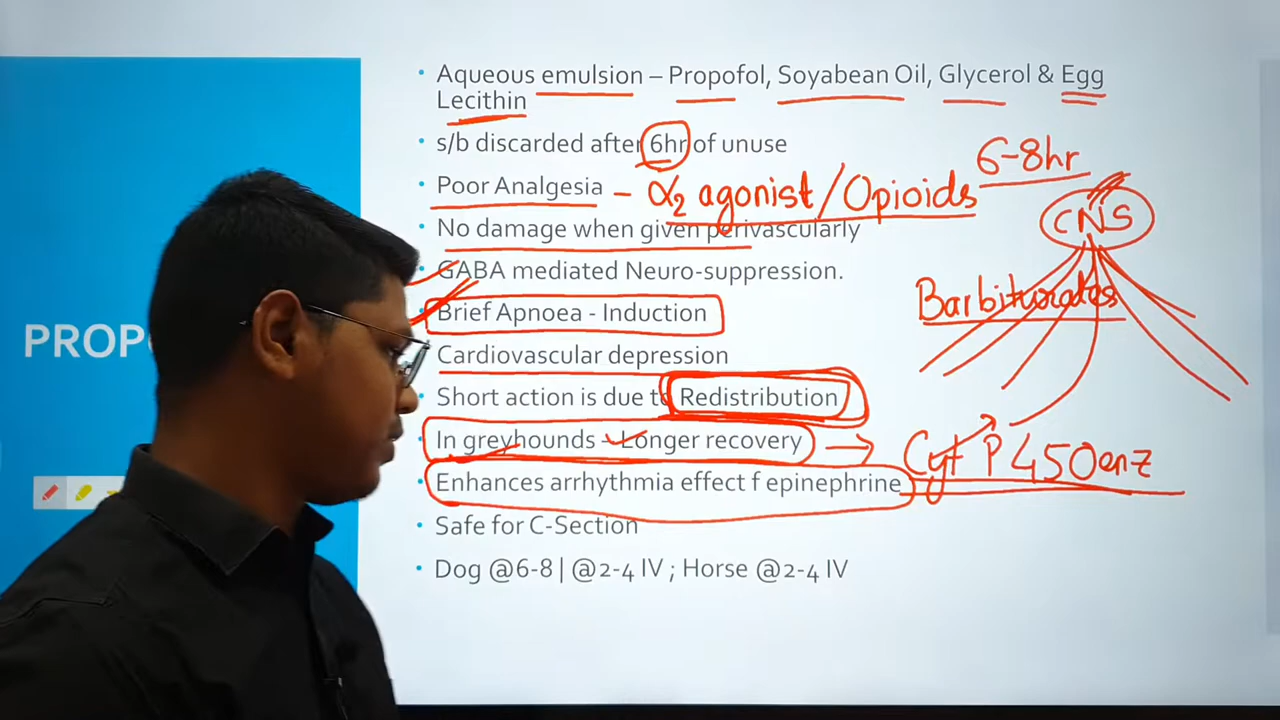 PROP
• Aqueous emulsion – Propofol, Soyabean Oil, Glycerol & Egg
Lecithin
• s/b discarded after 6hr of unuse
6-8hr
• Poor Analgesia – α2 agonist/Opioids
CNS
• No damage when given perivascularly
• GABA mediated Neuro-suppression.
Barbiturates
• Brief Apnoea - Induction
• Cardiovascular depression
• Short action is due to Redistribution
• In greyhounds – Longer recovery → Cyt P450enz
• Enhances arrhythmia effect f epinephrine
• Safe for C-Section
• Dog @6-8 | @2-4 IV ; Horse @2-4 IV